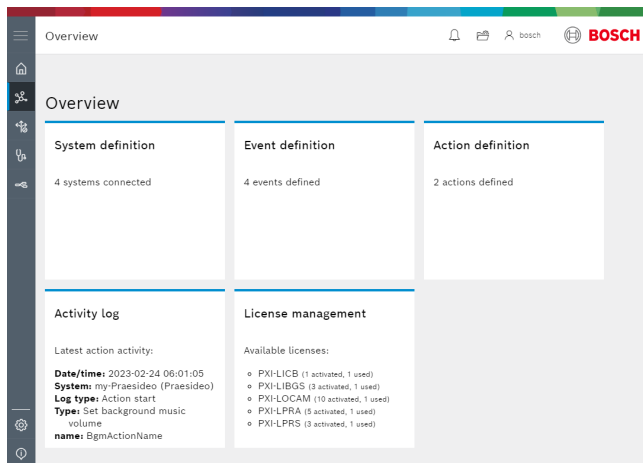 Overview
bosch
BOSCH
Overview
System definition
4 systems connected
Event definition
4 events defined
Action definition
2 actions defined
Activity log
Latest action activity:
Date/time: 2023-02-24 06:01:05
System: my-Praesideo (Praesideo)
Log type: Action start
Type: Set background music
volume
name: BgmActionName
License management
Available licenses:
PXI-LICB (1 activated, 1 used)
PXI-LIBGS (3 activated, 1 used)
PXI-LOCAM (10 activated, 1 used)
PXI-LPRA (5 activated, 1 used)
PXI-LPRS (3 activated, 1 used)